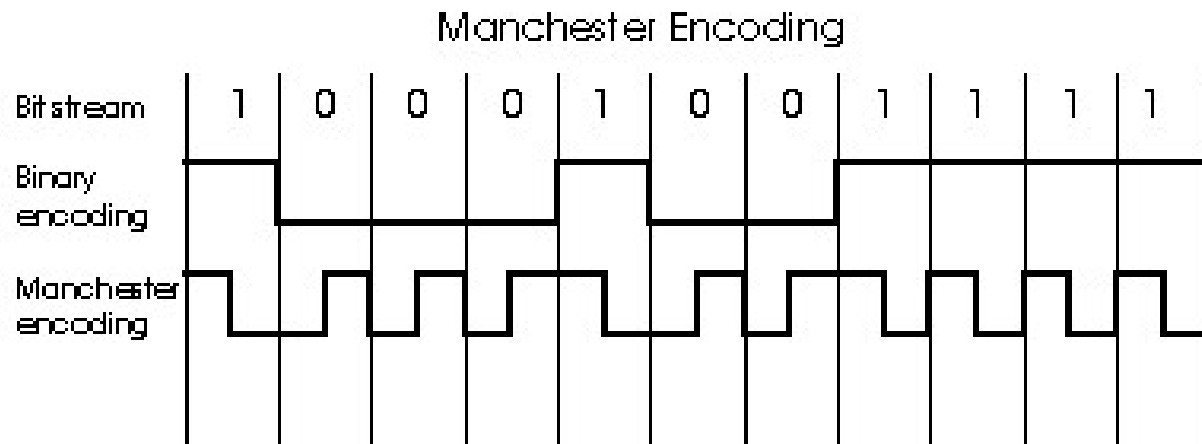 Manchester Encoding
Bitstream 1 0 0 0 1 0 0 1 1 1 1
Binary
encoding
Manchester
encoding